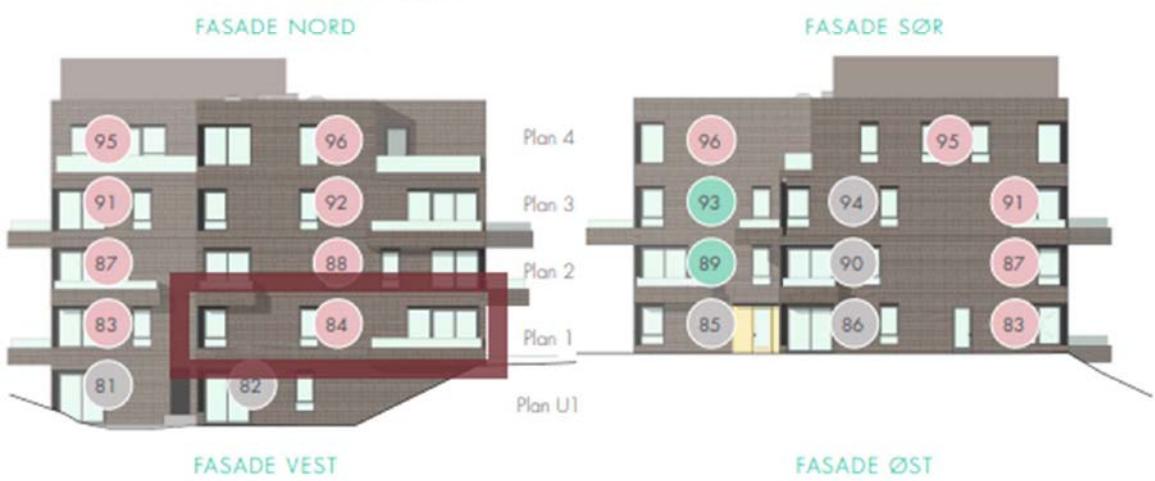 FASADE NORD
FASADE SØR
95
96
Plan 4
96
95
91
92
Plan 3
93
94
91
87
88
Plan 2
89
90
87
83
84
Plan 1
85
86
83
81
82
Plan U1
FASADE VEST
FASADE ØST